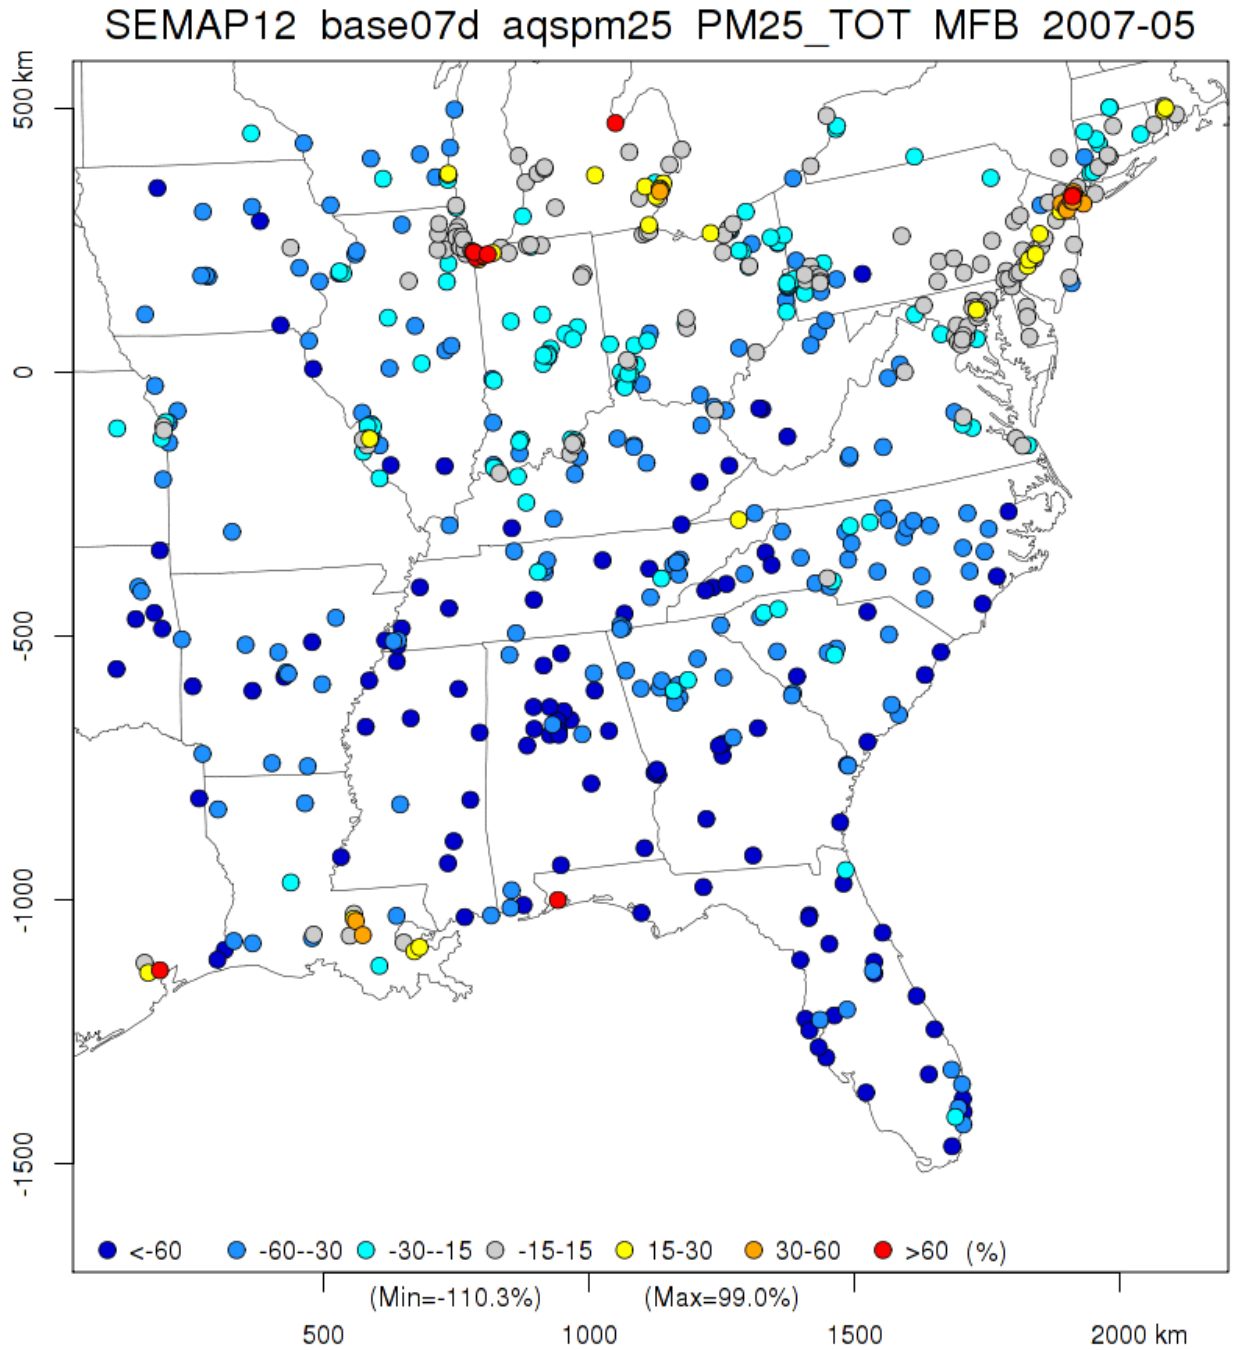 SEMAP12 base07d aqspm25 PM25_TOT MFB 2007-05
500 km
0
-500
-1000
-1500
<-60 -60--30 -30--15 -15-15 15-30 30-60 >60 (%)
(Min=-110.3%) (Max=99.0%)
500 1000 1500 2000 km